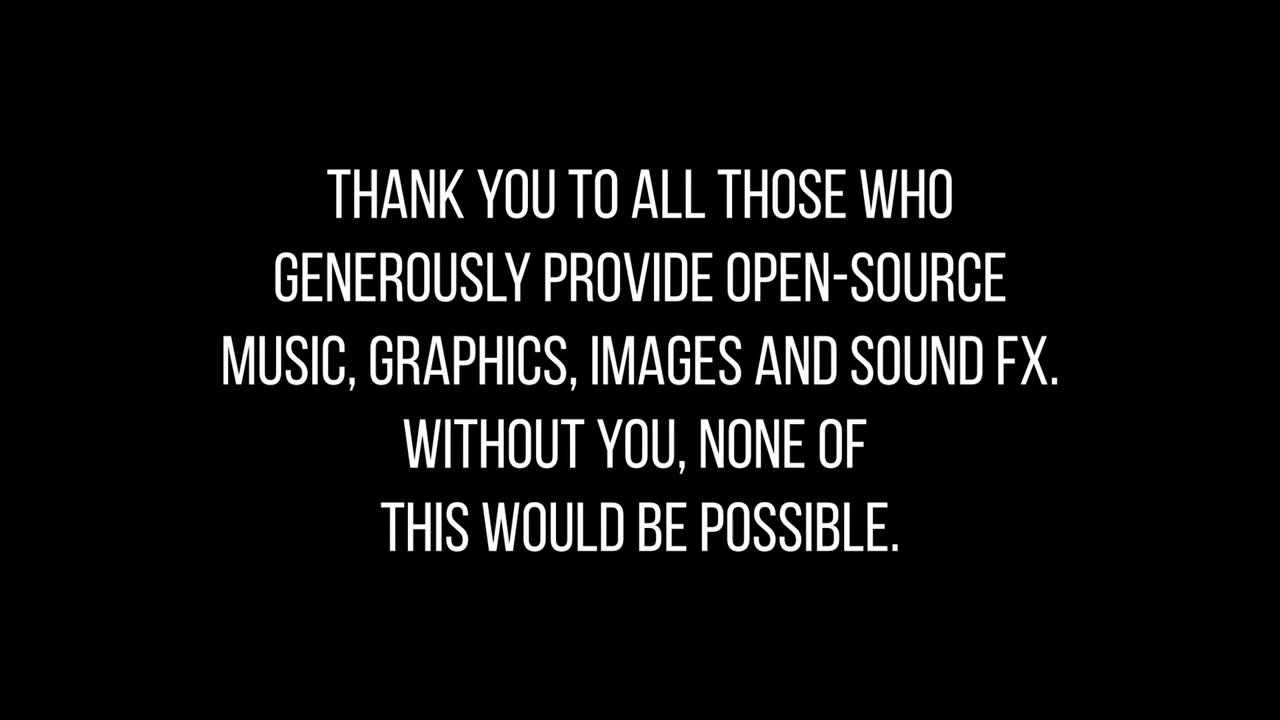 THANK YOU TO ALL THOSE WHO
GENEROUSLY PROVIDE OPEN-SOURCE
MUSIC, GRAPHICS, IMAGES AND SOUND FX.
WITHOUT YOU, NONE OF
THIS WOULD BE POSSIBLE.